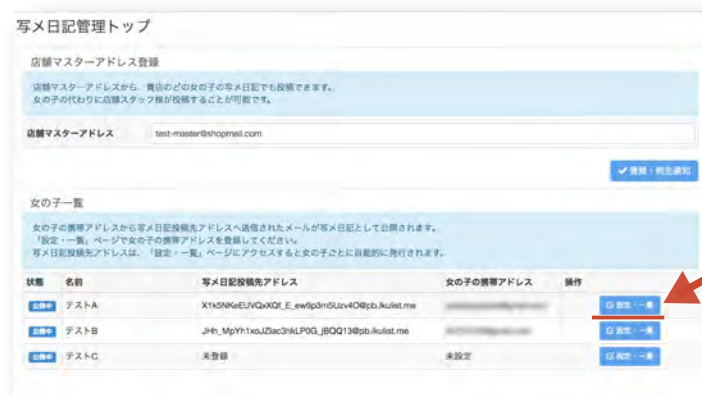 写メ日記管理トップ
店舗マスターアドレス登録
店舗マスターアドレスから、貴店のどの女の子の写メ日記でも投稿できます。
女の子の代わりに店舗スタッフ様が投稿することが可能です。
店舗マスターアドレス test-master@shopmail.com
登録・宛先通知
女の子一覧
女の子の携帯アドレスから写メ日記投稿先アドレスへ送信されたメールが写メ日記として公開されます。
「設定・一覧」ページで女の子の携帯アドレスを登録してください。
写メ日記投稿先アドレスは、「設定・一覧」ページにアクセスすると女の子ごとに自動的に発行されます。
状態 名前 写メ日記投稿先アドレス 女の子の携帯アドレス 操作
公開中 テストA X1k5NKeEUVQxXQf_E_ew6p3m5Uzv4O@pb.ikulist.me 設定・一覧
公開中 テストB JHh_MpYh1xoJZlac3hkLP0G_jBQQ13@pb.ikulist.me 設定・一覧
公開中 テストC 未登録 未設定 設定・一覧